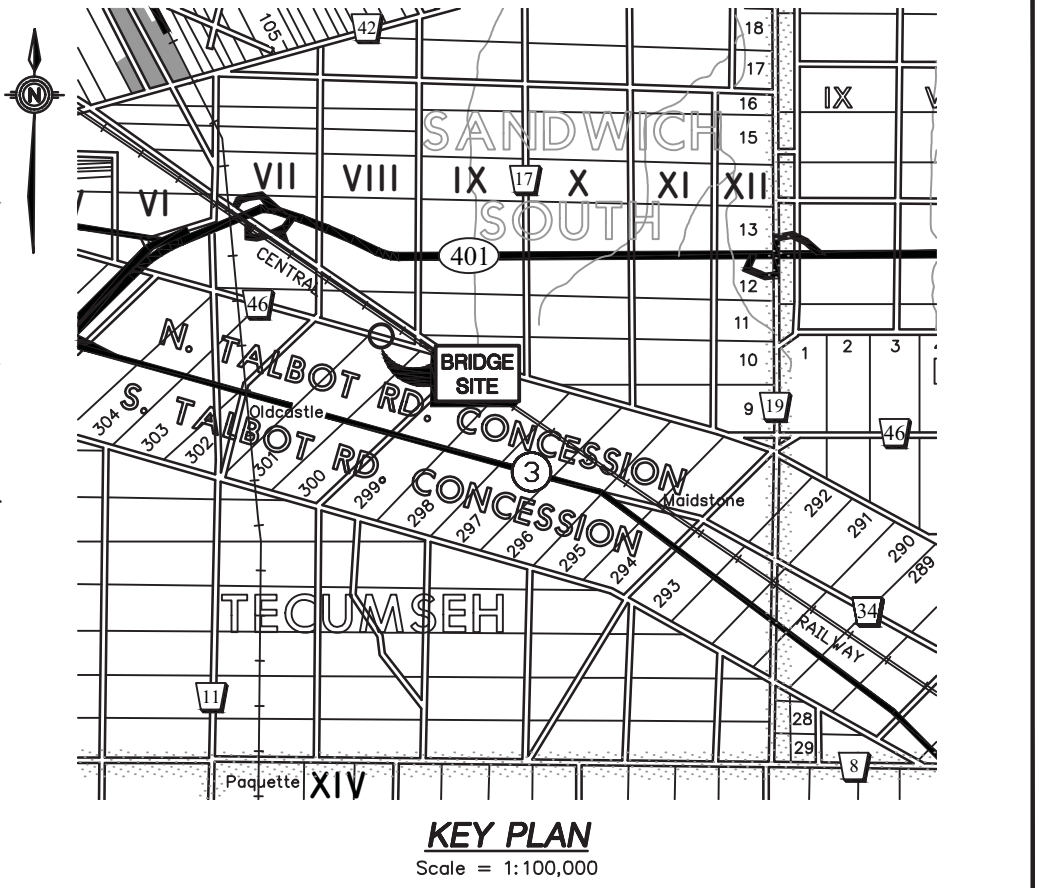 42
105
18
17
16
IX
15
SANDWICH
VII
VIII
IX
17
X
XI
XII
VI
SOUTH
13
N
401
CENTRAL
12
46
11
N. TALBOT RD. CONCESSION
BRIDGE
SITE
10
1
2
3
S. TALBOT RD CONCESSION
Oldcastle
9
19
46
304
303
302
301
300
299
298
297
296
295
294
293
3
Maidstone
292
291
290
289
TECUMSEH
34
RAILWAY
11
28
29
8
Paquette
XIV
KEY PLAN
Scale = 1:100,000